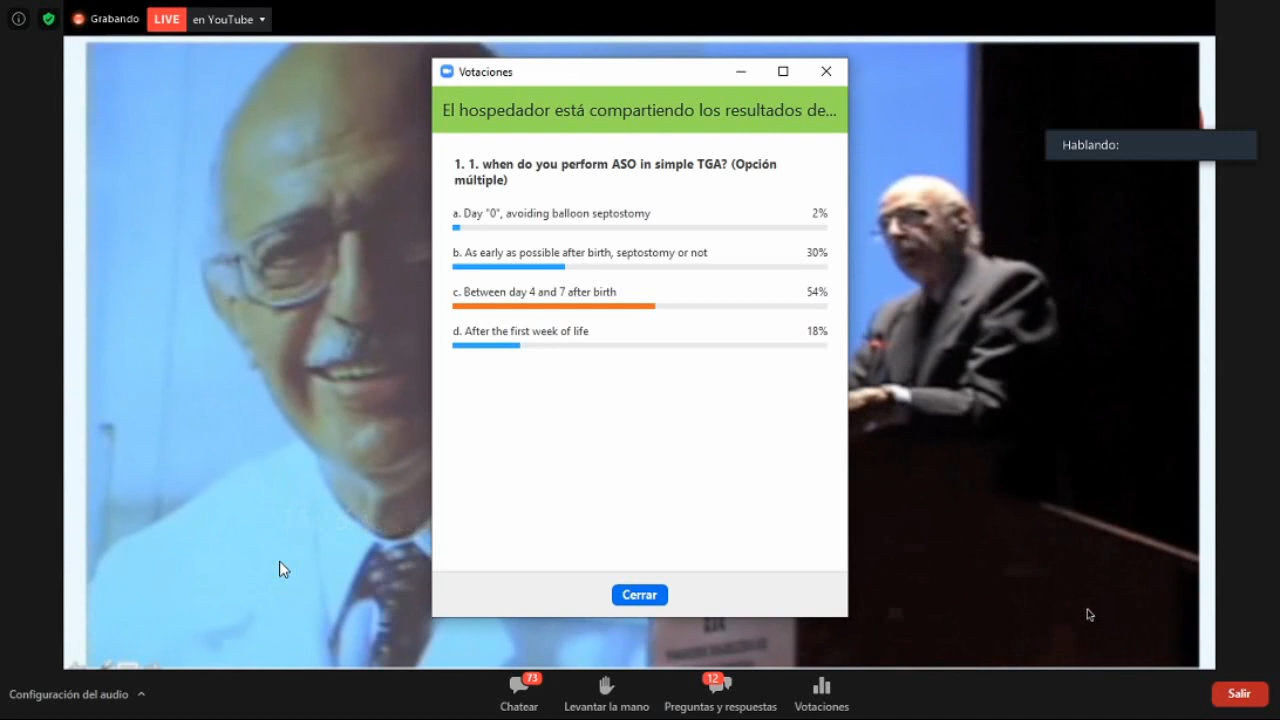 Grabando
LIVE en YouTube
Votaciones
El hospedador está compartiendo los resultados de...
Hablando:
1. 1. when do you perform ASO in simple TGA? (Opción
múltiple)
a. Day "0", avoiding balloon septostomy 2%
b. As early as possible after birth, septostomy or not 30%
c. Between day 4 and 7 after birth 54%
d. After the first week of life 18%
Cerrar
Configuración del audio
73
Chatear
Levantar la mano
12
Preguntas y respuestas
Votaciones
Salir